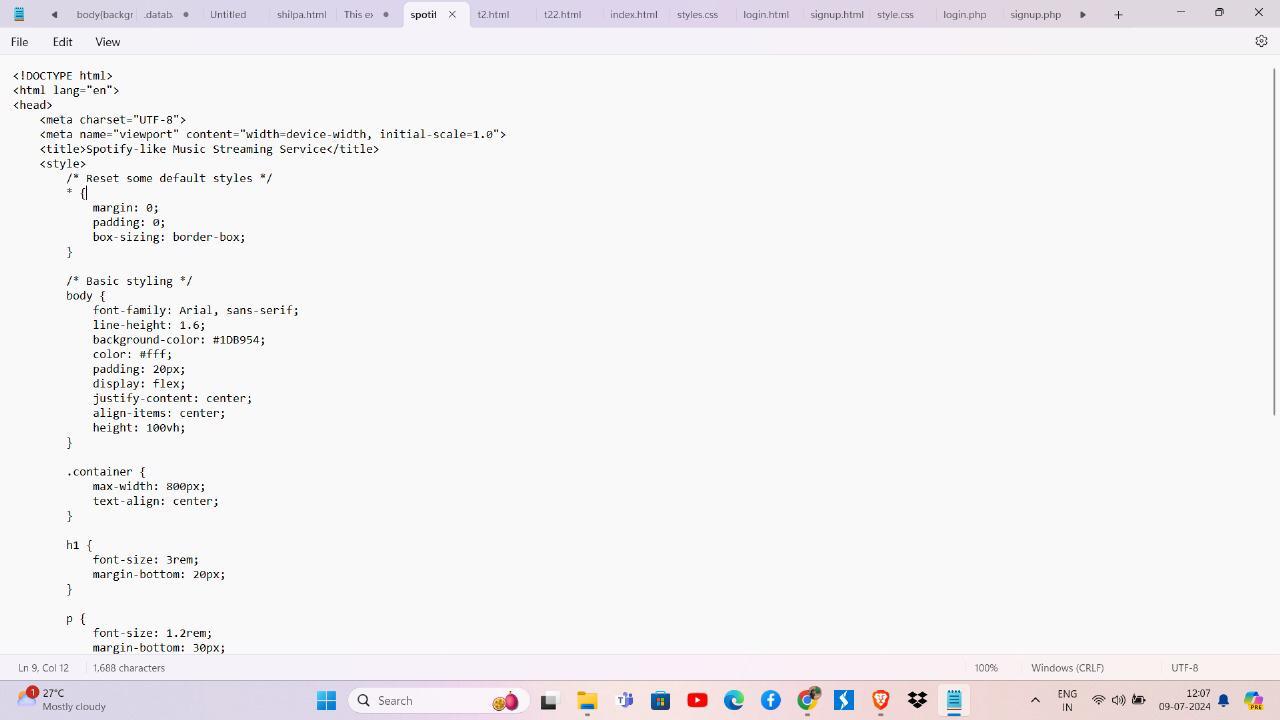 body(backgr
.datab
Untitled
shilpa.html
This ex
spotif
t2.html
t22.html
index.html
styles.css
login.html
signup.html
style.css
login.php
signup.php
File
Edit
View
<!DOCTYPE html>
<html lang="en">
<head>
<meta charset="UTF-8">
<meta name="viewport" content="width=device-width, initial-scale=1.0">
<title>Spotify-like Music Streaming Service</title>
<style>
/* Reset some default styles */
* {
margin: 0;
padding: 0;
box-sizing: border-box;
}
/* Basic styling */
body {
font-family: Arial, sans-serif;
line-height: 1.6;
background-color: #1DB954;
color: #fff;
padding: 20px;
display: flex;
justify-content: center;
align-items: center;
height: 100vh;
}
.container {
max-width: 800px;
text-align: center;
}
h1 {
font-size: 3rem;
margin-bottom: 20px;
}
p {
font-size: 1.2rem;
margin-bottom: 30px;
Ln 9, Col 12
1,688 characters
100%
Windows (CRLF)
UTF-8
1
27°C
Mostly cloudy
Search
ENG
IN
12:07
09-07-2024
PRE